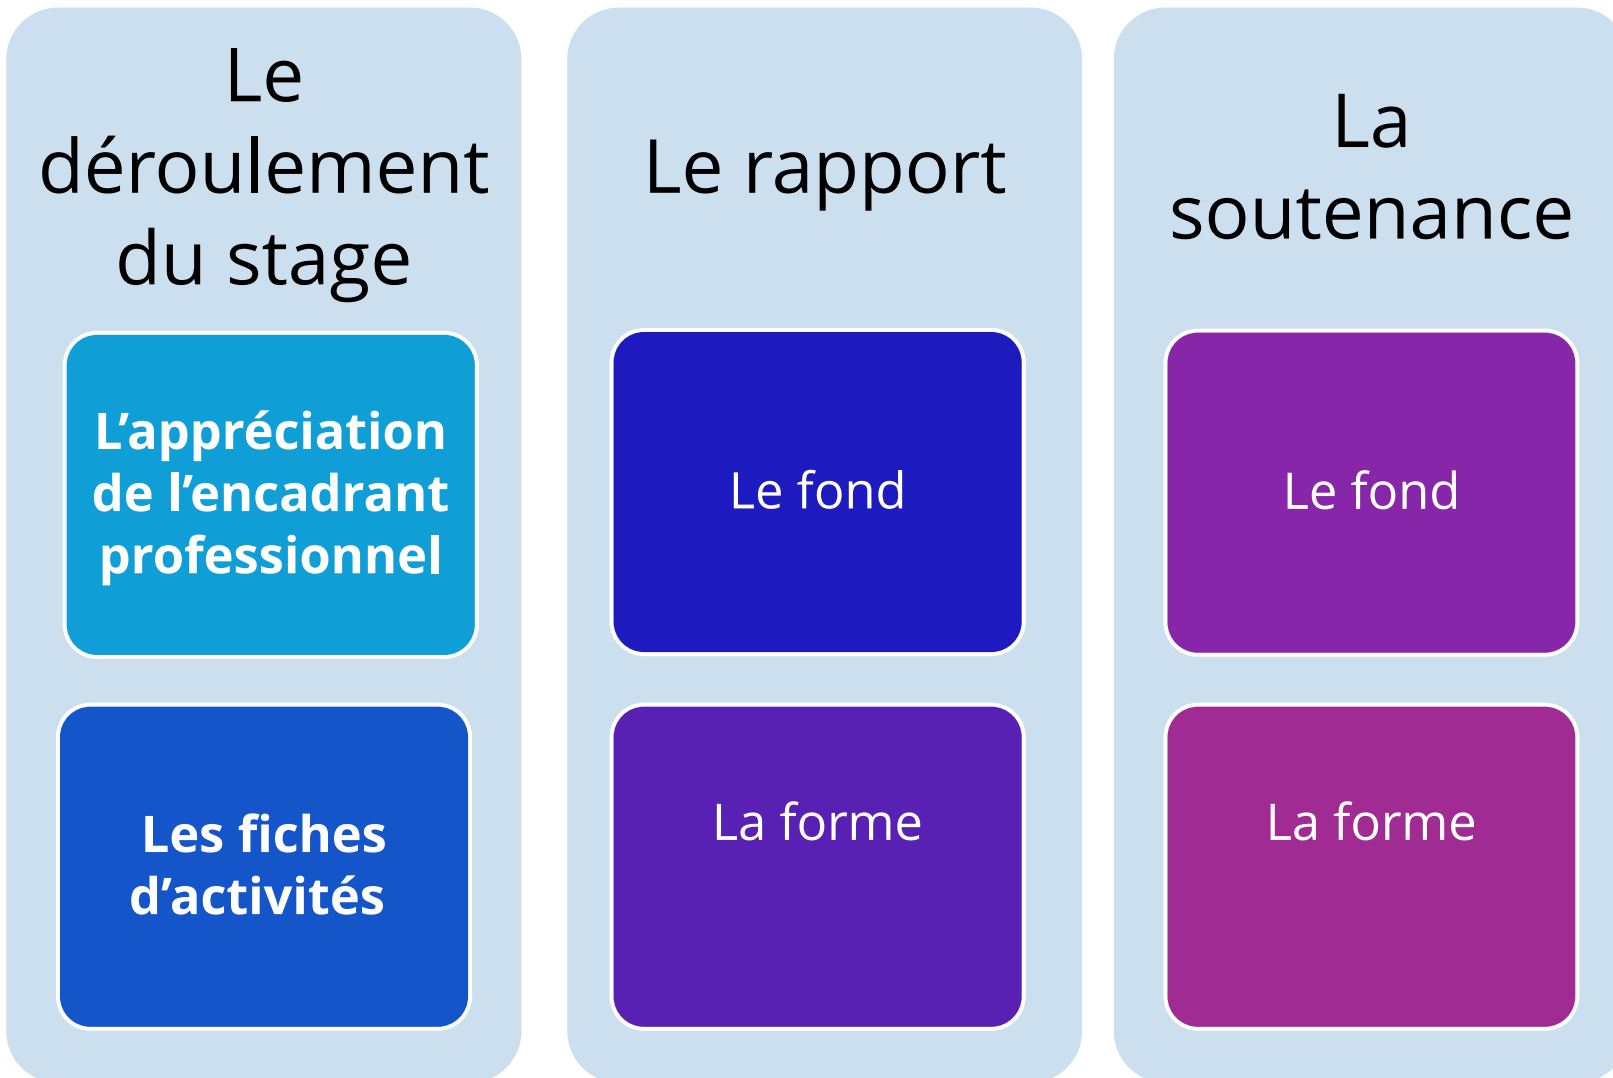 Le
déroulement
du stage
L’appréciation
de l’encadrant
professionnel
Les fiches
d’activités
Le rapport
Le fond
La forme
La
soutenance
Le fond
La forme